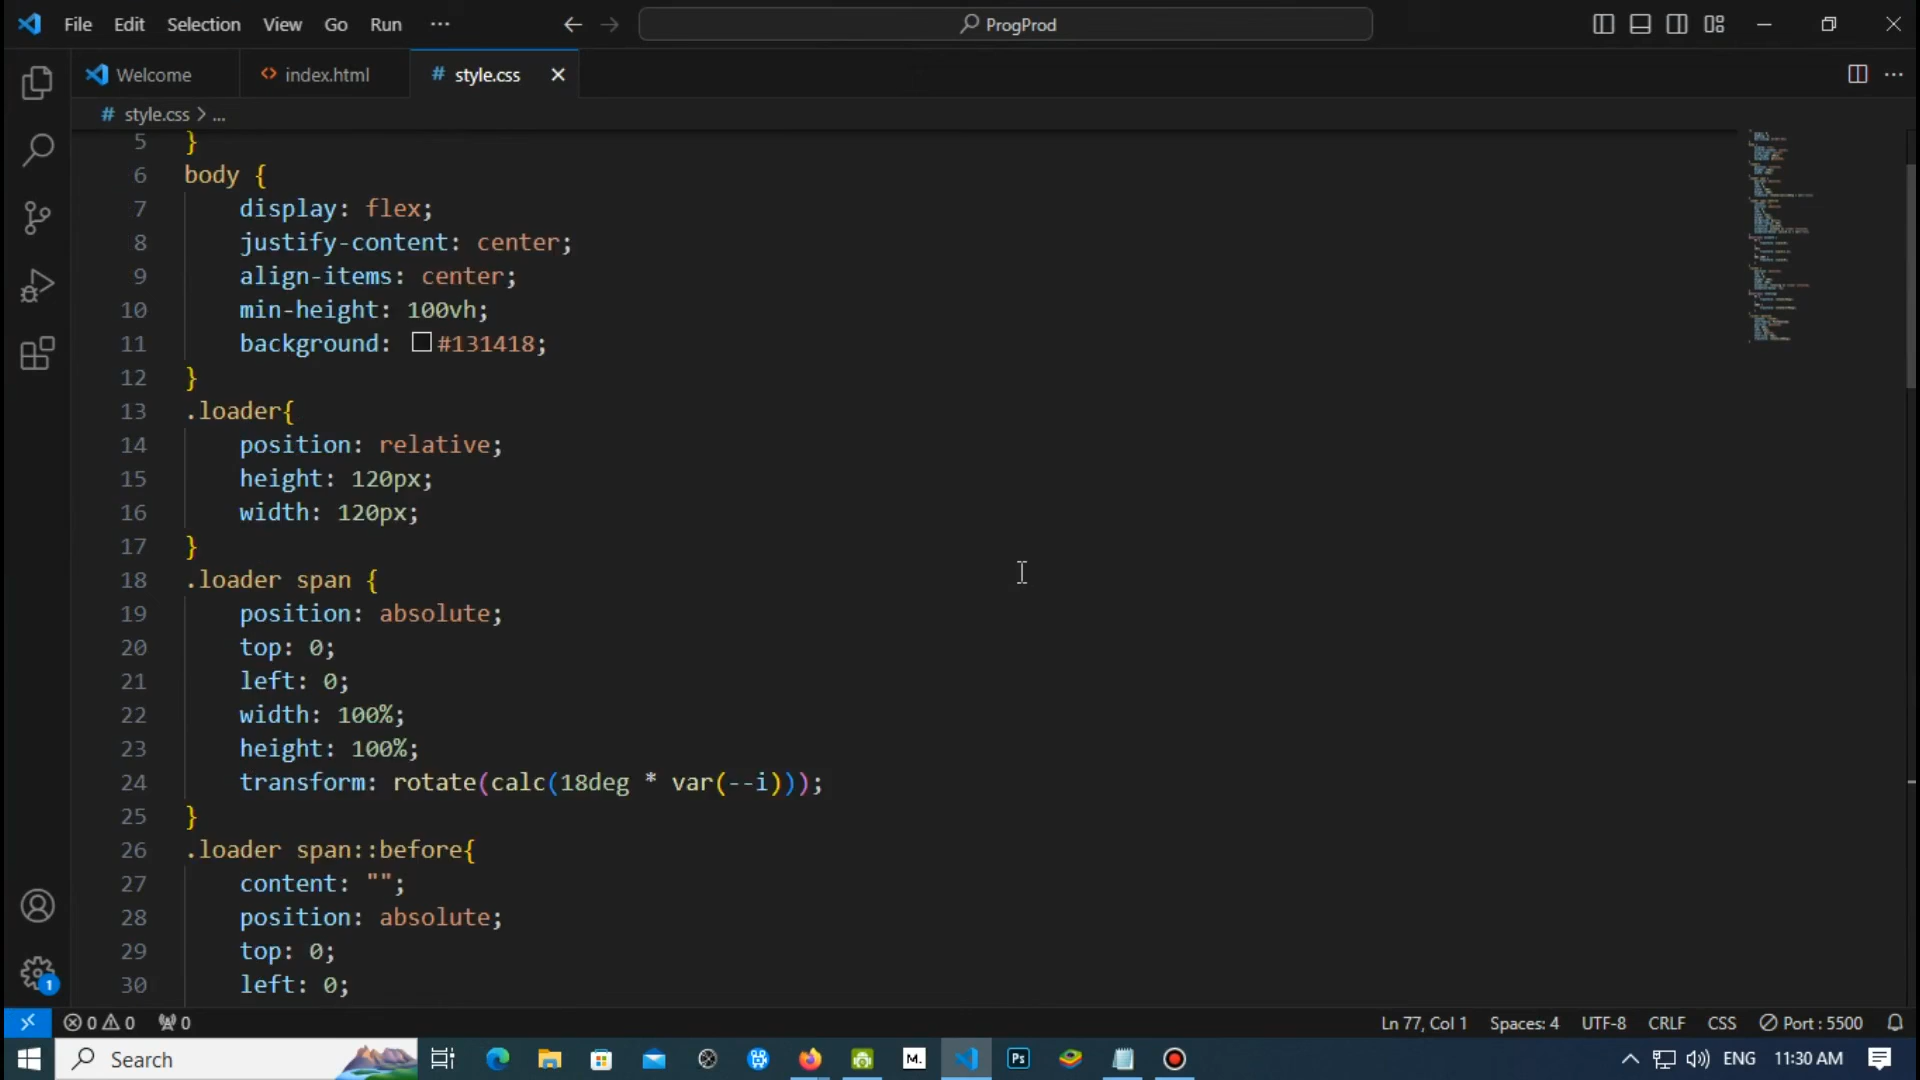 File Edit Selection View Go Run ··· ProgProd
Welcome index.html # style.css
# style.css > ...
5 }
6 body {
7 display: flex;
8 justify-content: center;
9 align-items: center;
10 min-height: 100vh;
11 background: #131418;
12 }
13 .loader{
14 position: relative;
15 height: 120px;
16 width: 120px;
17 }
18 .loader span {
19 position: absolute;
20 top: 0;
21 left: 0;
22 width: 100%;
23 height: 100%;
24 transform: rotate(calc(18deg * var(--i)));
25 }
26 .loader span::before{
27 content: "";
28 position: absolute;
29 top: 0;
30 left: 0;
1
0 0 0 Ln 77, Col 1 Spaces: 4 UTF-8 CRLF CSS Port : 5500
Search M. Ps ENG 11:30 AM